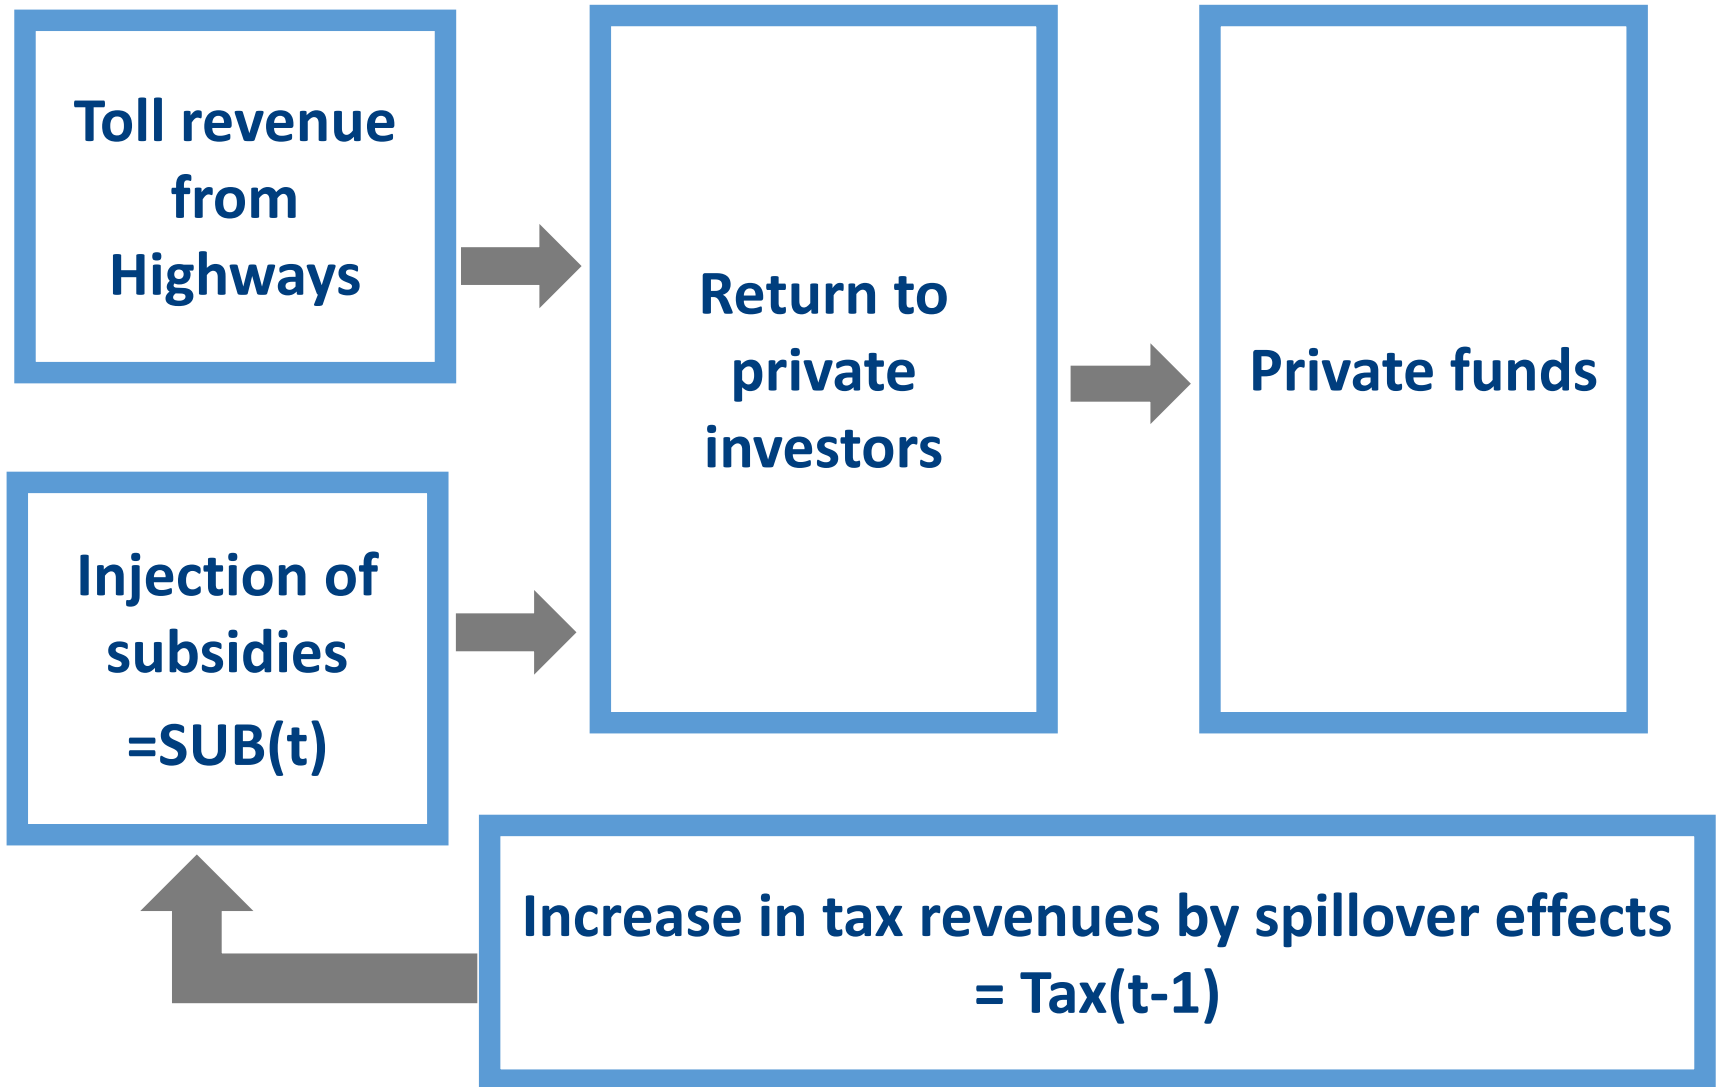 Toll revenue
from
Highways
Return to
private
investors
Private funds
Injection of
subsidies
=SUB(t)
Increase in tax revenues by spillover effects
= Tax(t-1)